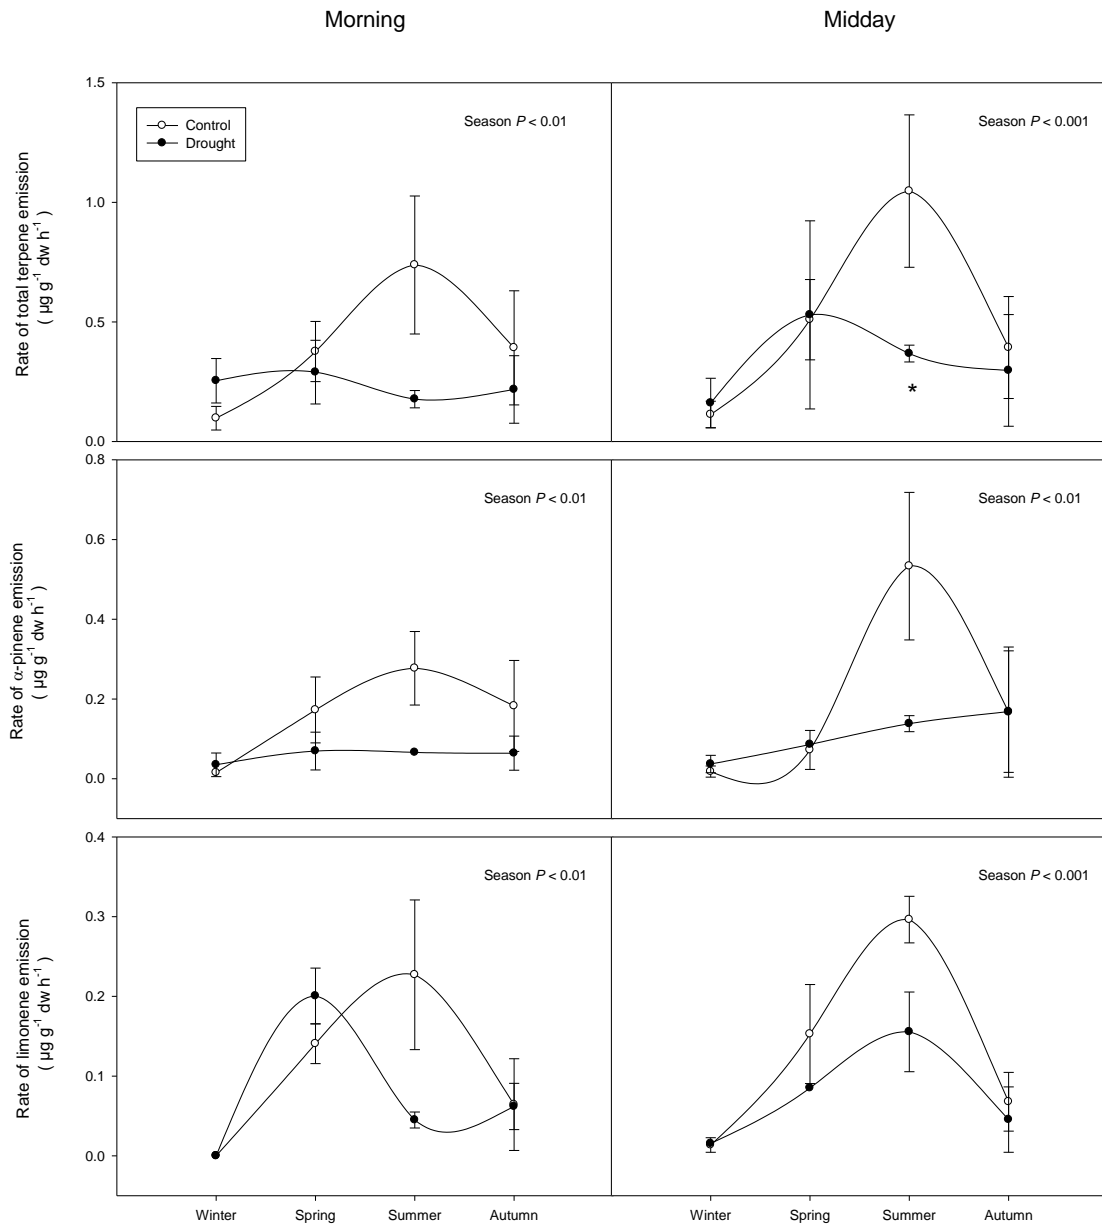 Morning
Midday
Rate of total terpene emission
( µg g-1 dw h-1 )
1.5
1.0
0.5
0.0
Control
Drought
Season P < 0.01
Season P < 0.001
*
Rate of α-pinene emission
( µg g-1 dw h-1 )
0.8
0.6
0.4
0.2
0.0
Season P < 0.01
Season P < 0.01
Rate of limonene emission
( µg g-1 dw h-1 )
0.4
0.3
0.2
0.1
0.0
Season P < 0.01
Season P < 0.001
Winter Spring Summer Autumn
Winter Spring Summer Autumn